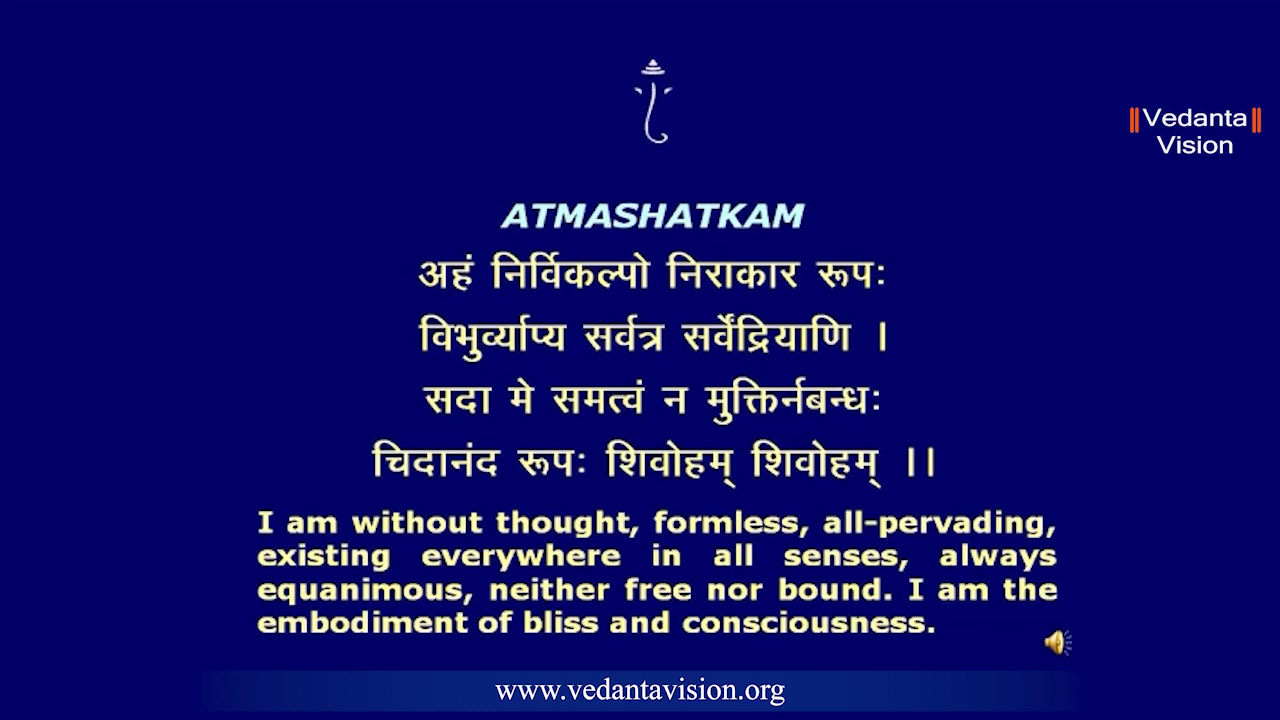 ||Vedanta||
Vision
ATMASHATKAM
अहं निर्विकल्पो निराकार रूपः
विभुर्व्याप्य सर्वत्र सर्वेंद्रियाणि ।
सदा मे समत्वं न मुक्तिर्नबन्धः
चिदानंद रूपः शिवोहम् शिवोहम् ।।
I am without thought, formless, all-pervading,
existing everywhere in all senses, always
equanimous, neither free nor bound. I am the
embodiment of bliss and consciousness.
www.vedantavision.org